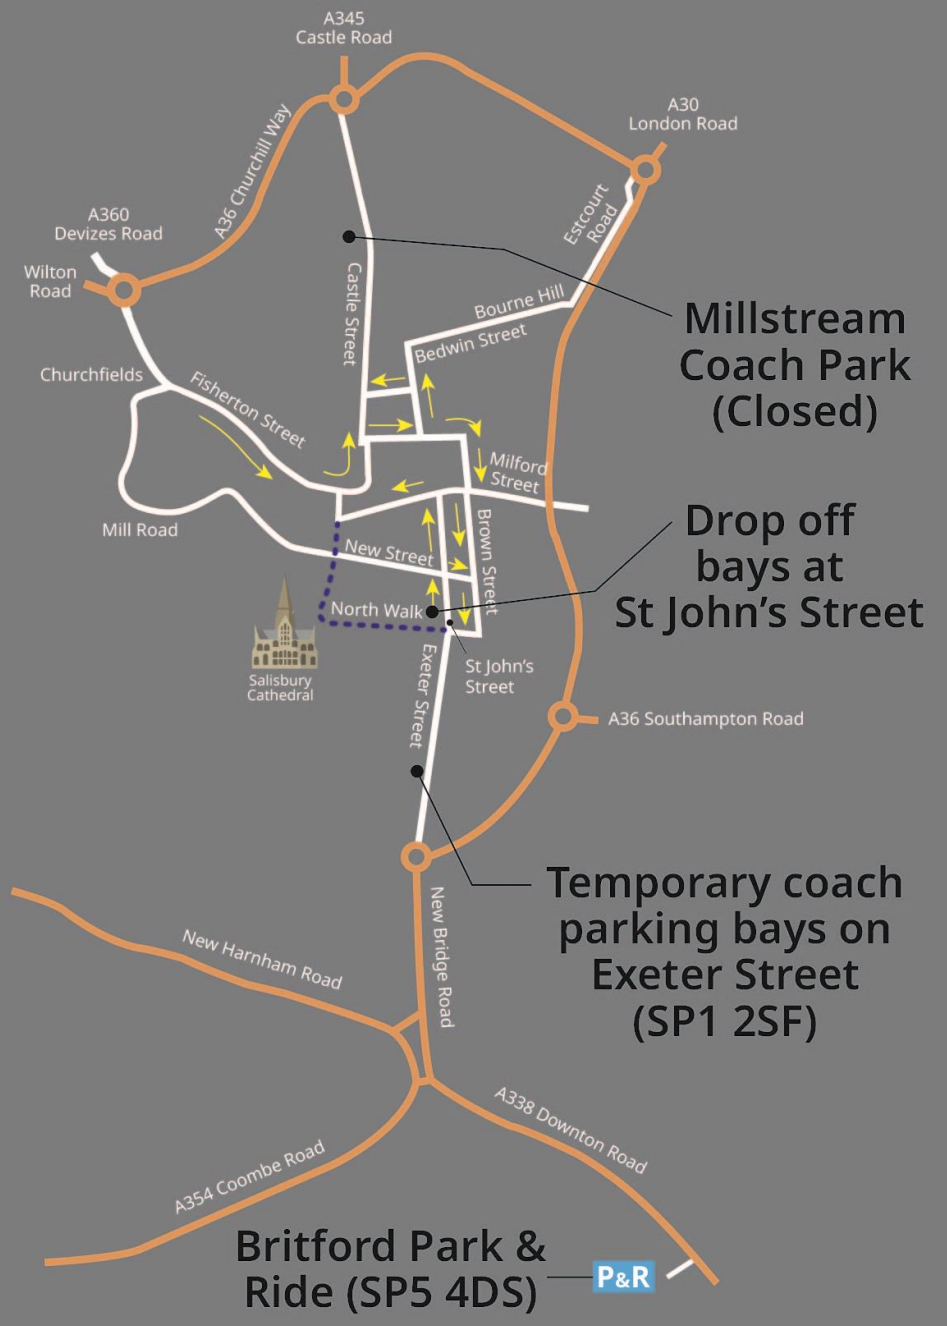 A345
Castle Road
A30
London Road
A36 Churchill Way
Estcourt
Road
A360
Devizes Road
Wilton
Road
Castle Street
Bourne Hill
Bedwin Street
Millstream
Coach Park
(Closed)
Churchfields
Fisherton Street
Milford
Street
Mill Road
New Street
Brown Street
Drop off
bays at
St John’s Street
North Walk
Salisbury
Cathedral
Exeter Street
St John’s
Street
A36 Southampton Road
Temporary coach
parking bays on
Exeter Street
(SP1 2SF)
New Bridge Road
New Harnham Road
A338 Downton Road
A354 Coombe Road
Britford Park &
Ride (SP5 4DS)
P&R